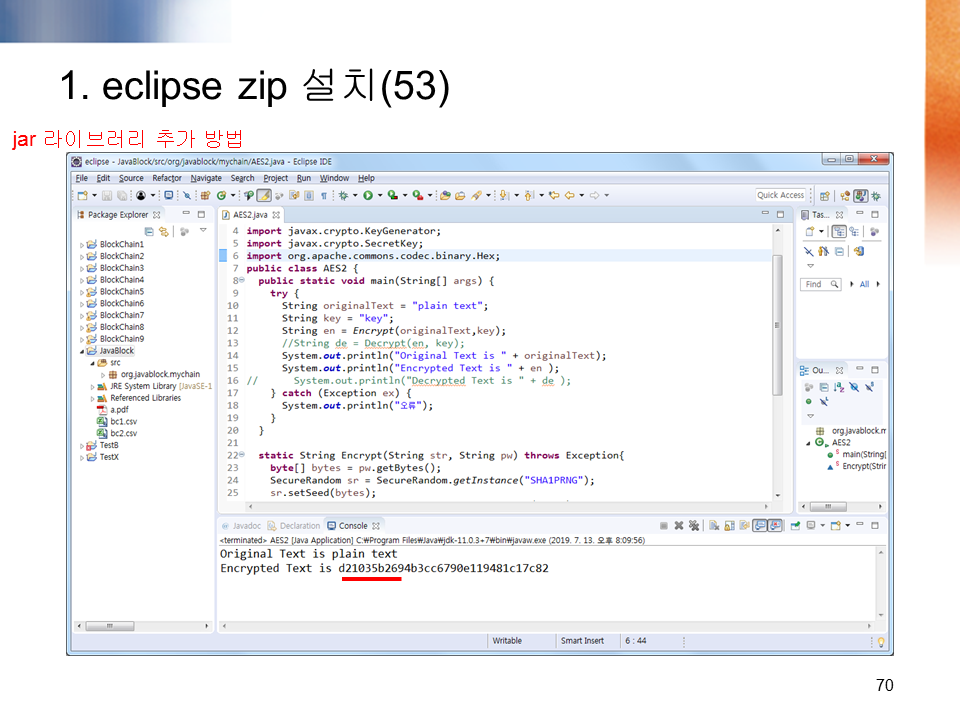 1. eclipse zip 설치(53)
jar 라이브러리 추가 방법
eclipse - JavaBlock/src/org/javablock/mychain/AES2.java - Eclipse IDE
File Edit Source Refactor Navigate Search Project Run Window Help
Quick Access
Package Explorer
BlockChain1
BlockChain2
BlockChain3
BlockChain4
BlockChain5
BlockChain6
BlockChain7
BlockChain8
BlockChain9
JavaBlock
src
org.javablock.mychain
JRE System Library [JavaSE-1
Referenced Libraries
a.pdf
bc1.csv
bc2.csv
TestB
TestX
AES2.java
4 import javax.crypto.KeyGenerator;
5 import javax.crypto.SecretKey;
6 import org.apache.commons.codec.binary.Hex;
7 public class AES2 {
8 public static void main(String[] args) {
9 try {
10 String originalText = "plain text";
11 String key = "key";
12 String en = Encrypt(originalText,key);
13 //String de = Decrypt(en, key);
14 System.out.println("Original Text is " + originalText);
15 System.out.println("Encrypted Text is " + en );
16 // System.out.println("Decrypted Text is " + de );
17 } catch (Exception ex) {
18 System.out.println("오류");
19 }
20 }
21
22 static String Encrypt(String str, String pw) throws Exception{
23 byte[] bytes = pw.getBytes();
24 SecureRandom sr = SecureRandom.getInstance("SHA1PRNG");
25 sr.setSeed(bytes);
Tas...
Find All
Ou...
org.javablock.m
AES2
main(String[
Encrypt(Strin
Javadoc Declaration Console
<terminated> AES2 [Java Application] C:₩Program Files₩Java₩jdk-11.0.3+7₩bin₩javaw.exe (2019. 7. 13. 오후 8:09:56)
Original Text is plain text
Encrypted Text is d21035b2694b3cc6790e119481c17c82
Writable Smart Insert 6 : 44
70